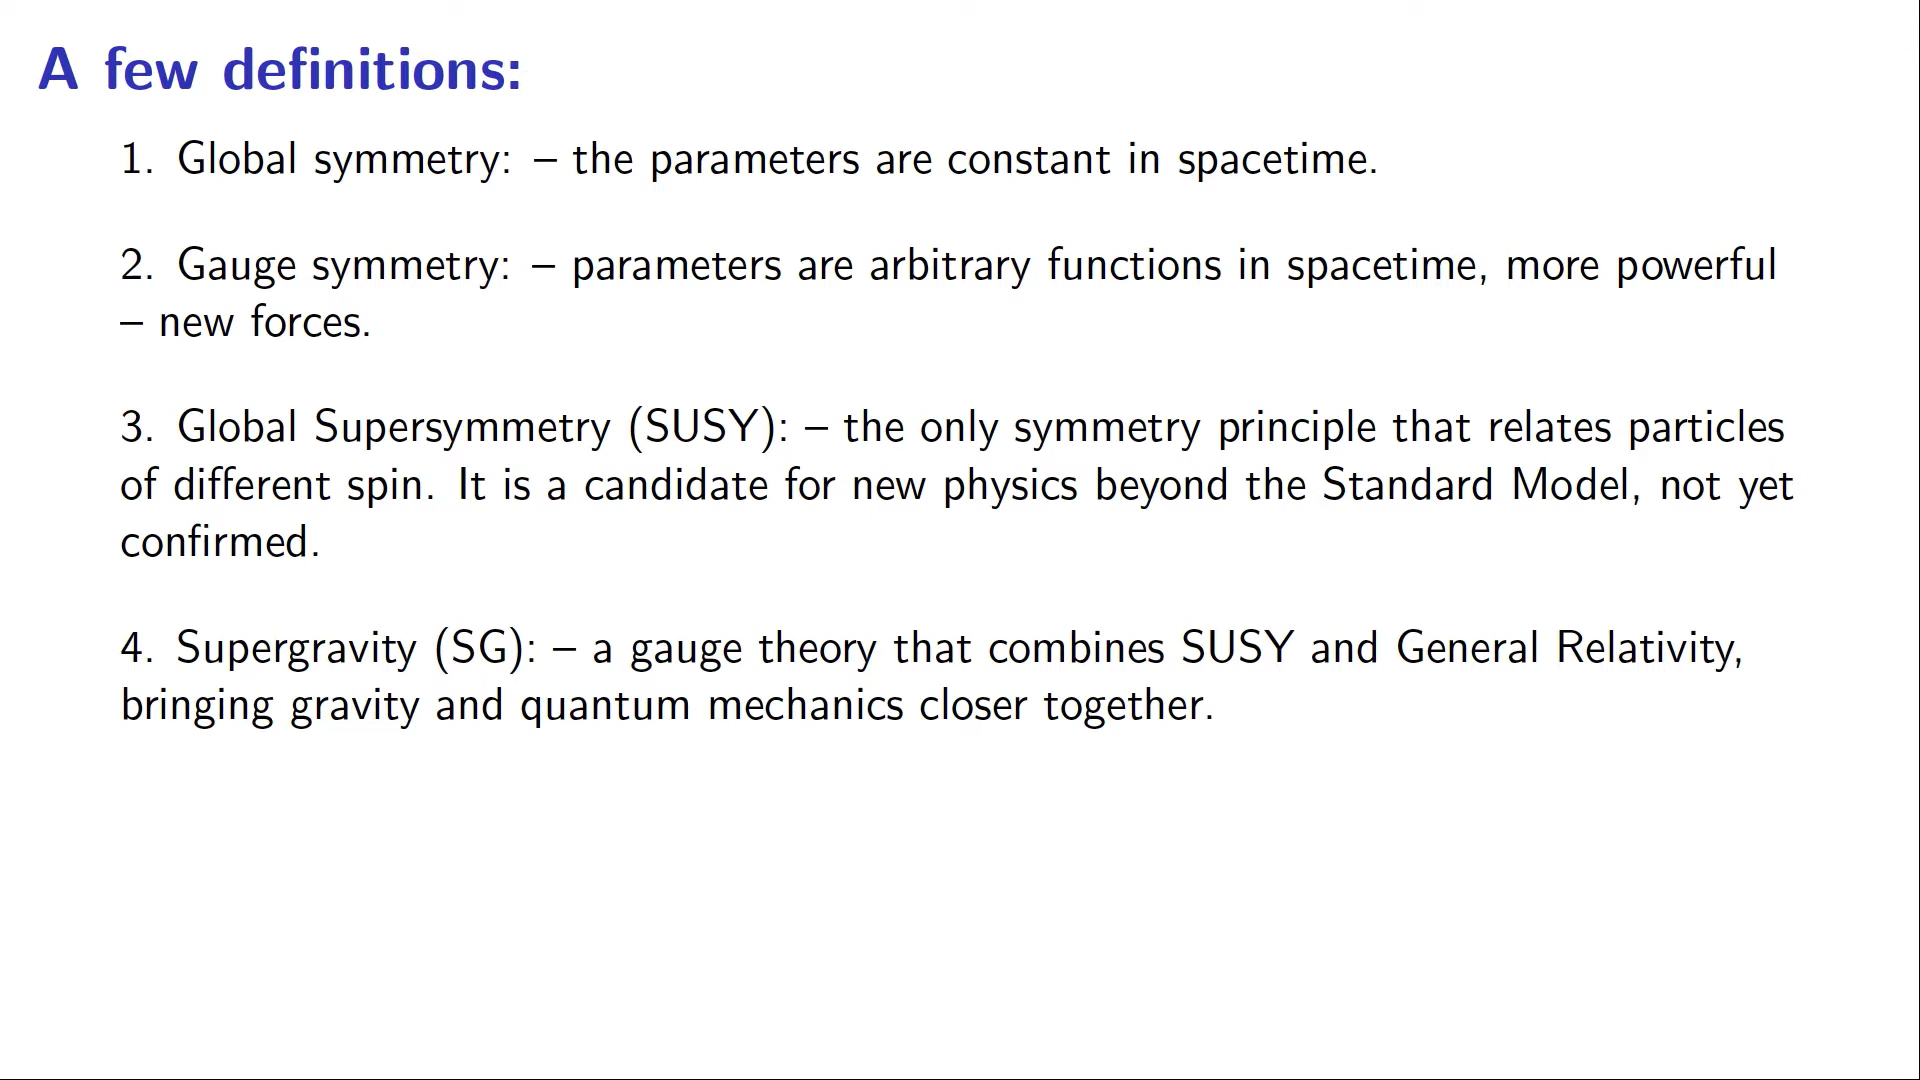 A few definitions:
1. Global symmetry: – the parameters are constant in spacetime.
2. Gauge symmetry: – parameters are arbitrary functions in spacetime, more powerful
– new forces.
3. Global Supersymmetry (SUSY): – the only symmetry principle that relates particles
of different spin. It is a candidate for new physics beyond the Standard Model, not yet
confirmed.
4. Supergravity (SG): – a gauge theory that combines SUSY and General Relativity,
bringing gravity and quantum mechanics closer together.